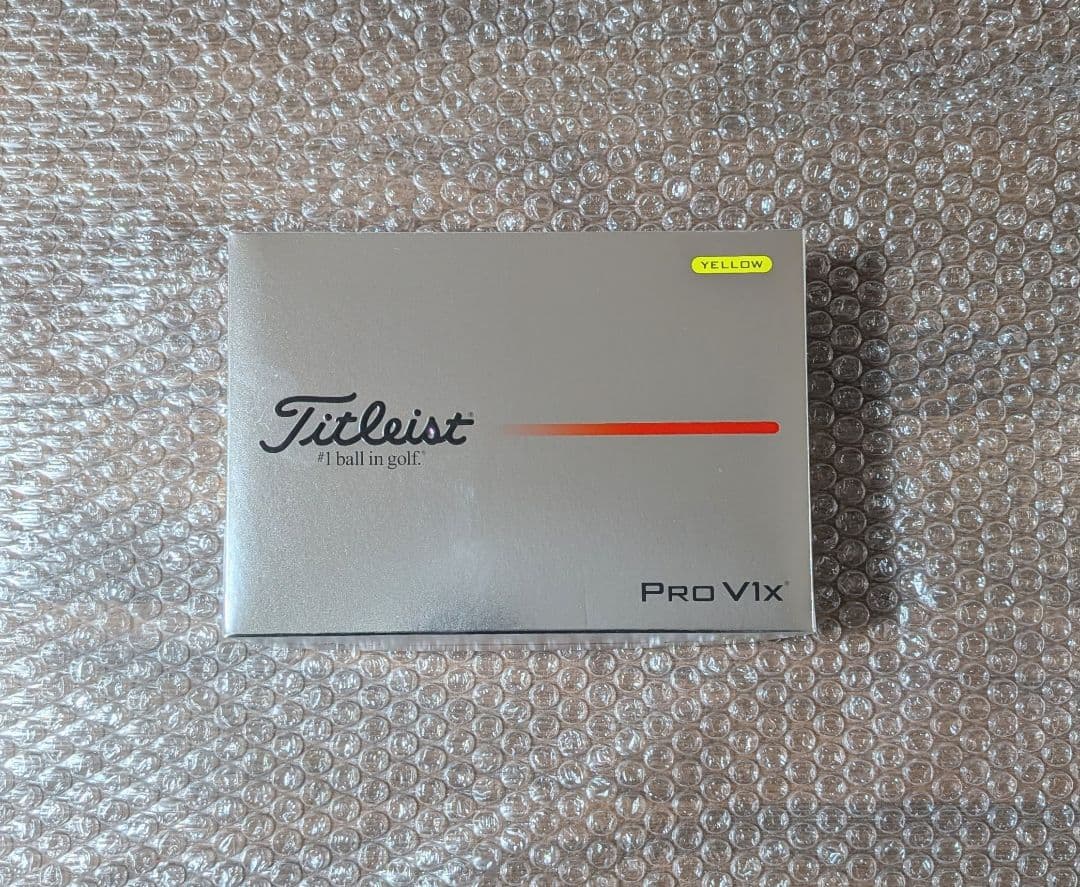 YELLOW
Titleist®
#1 ball in golf.®
PRO V1x®